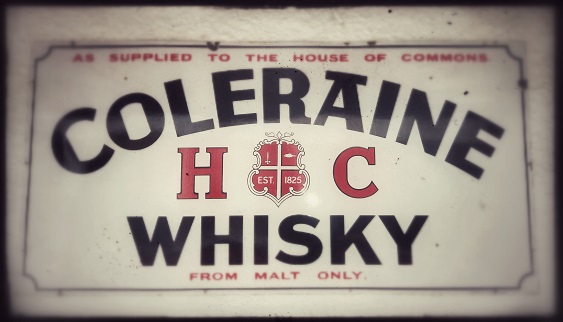 AS SUPPLIED TO THE HOUSE OF COMMONS.
COLERAINE
H C
EST. 1825
WHISKY
FROM MALT ONLY.